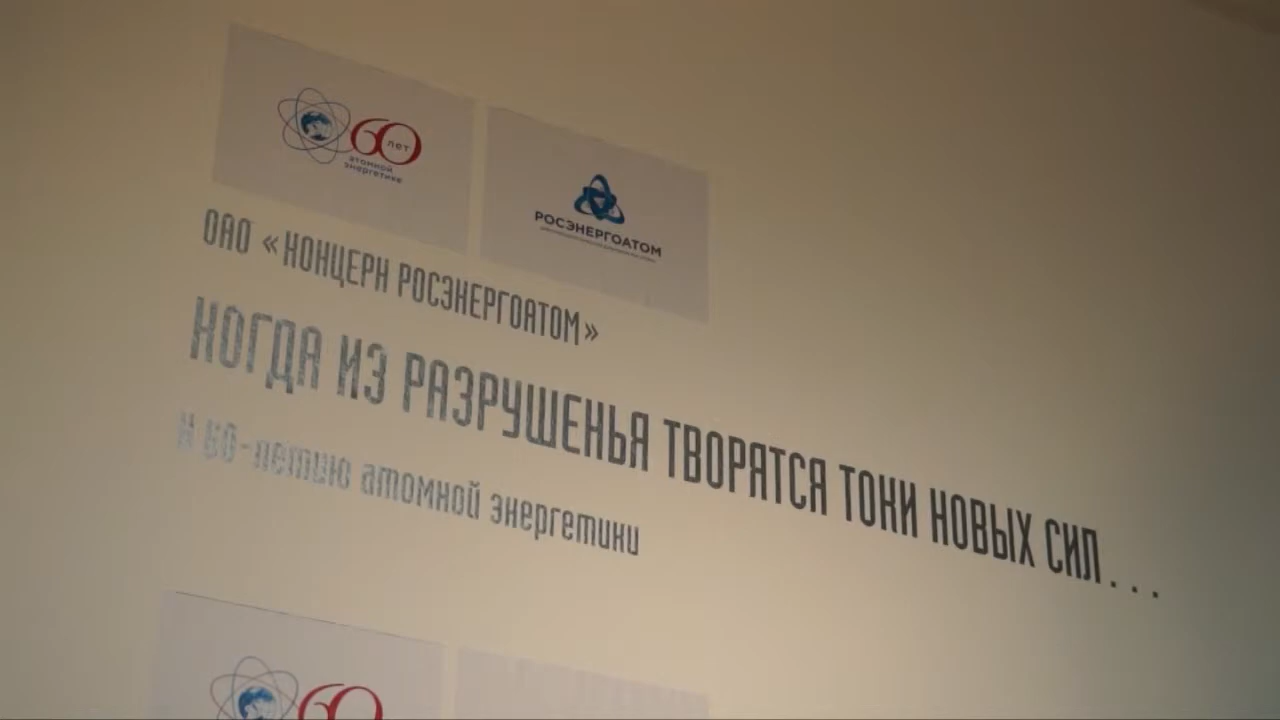 60 лет
атомной
энергетике
РОСЭНЕРГОАТОМ
ОАО «КОНЦЕРН РОСЭНЕРГОАТОМ»
КОГДА ИЗ РАЗРУШЕНЬЯ ТВОРЯТСЯ ТОКИ НОВЫХ СИЛ...
К 60-летию атомной энергетики
60